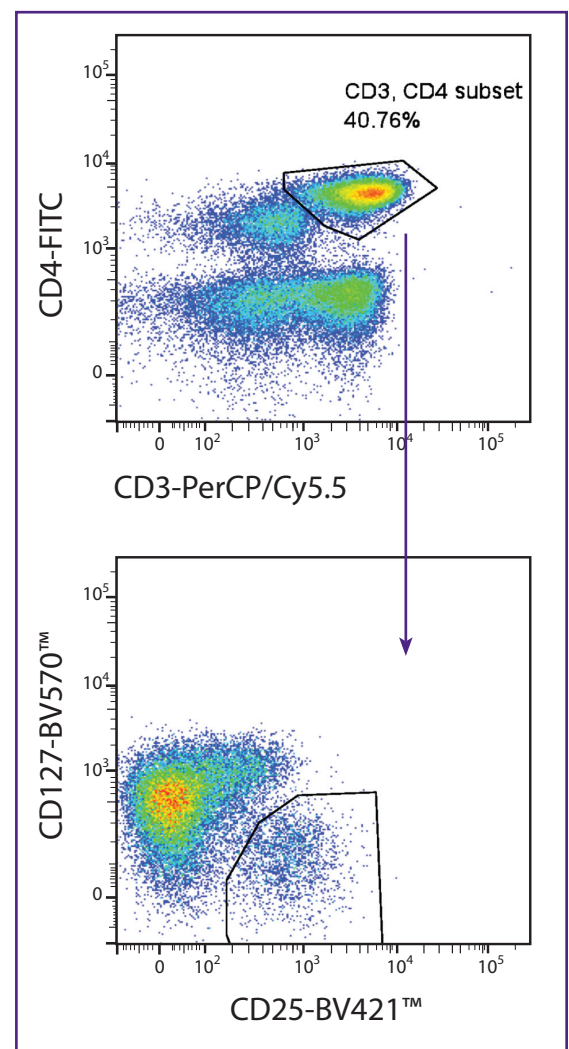 CD3, CD4 subset
40.76%
10⁵
10⁴
10³
0
CD4-FITC
0 10² 10³ 10⁴ 10⁵
CD3-PerCP/Cy5.5
10⁵
10⁴
10³
0
CD127-BV570™
0 10² 10³ 10⁴ 10⁵
CD25-BV421™